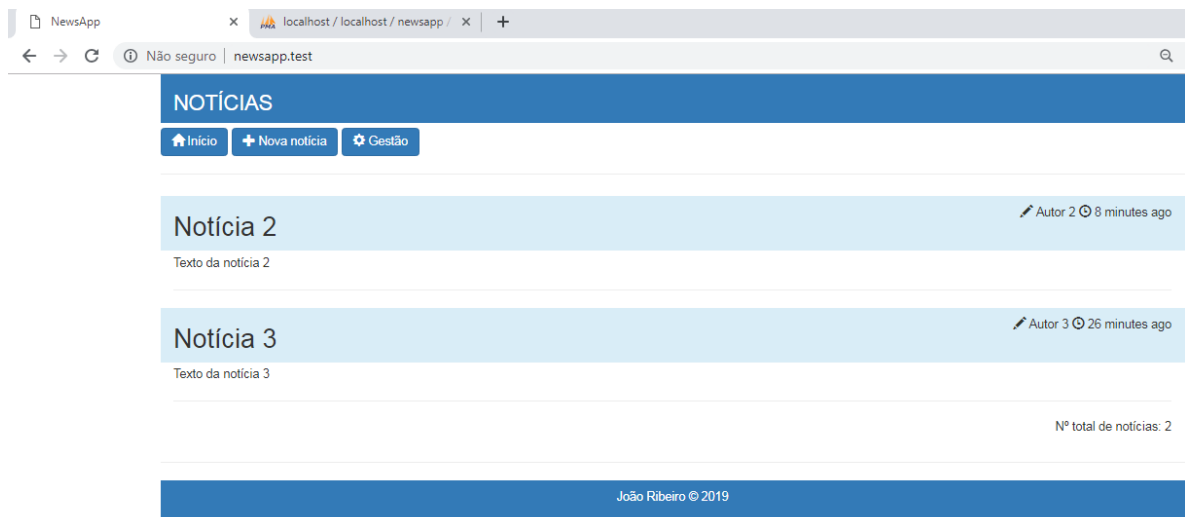 NewsApp
localhost / localhost / newsapp /
Não seguro | newsapp.test
NOTÍCIAS
Início
Nova notícia
Gestão
Notícia 2
Autor 2 8 minutes ago
Texto da notícia 2
Notícia 3
Autor 3 26 minutes ago
Texto da notícia 3
Nº total de notícias: 2
João Ribeiro © 2019